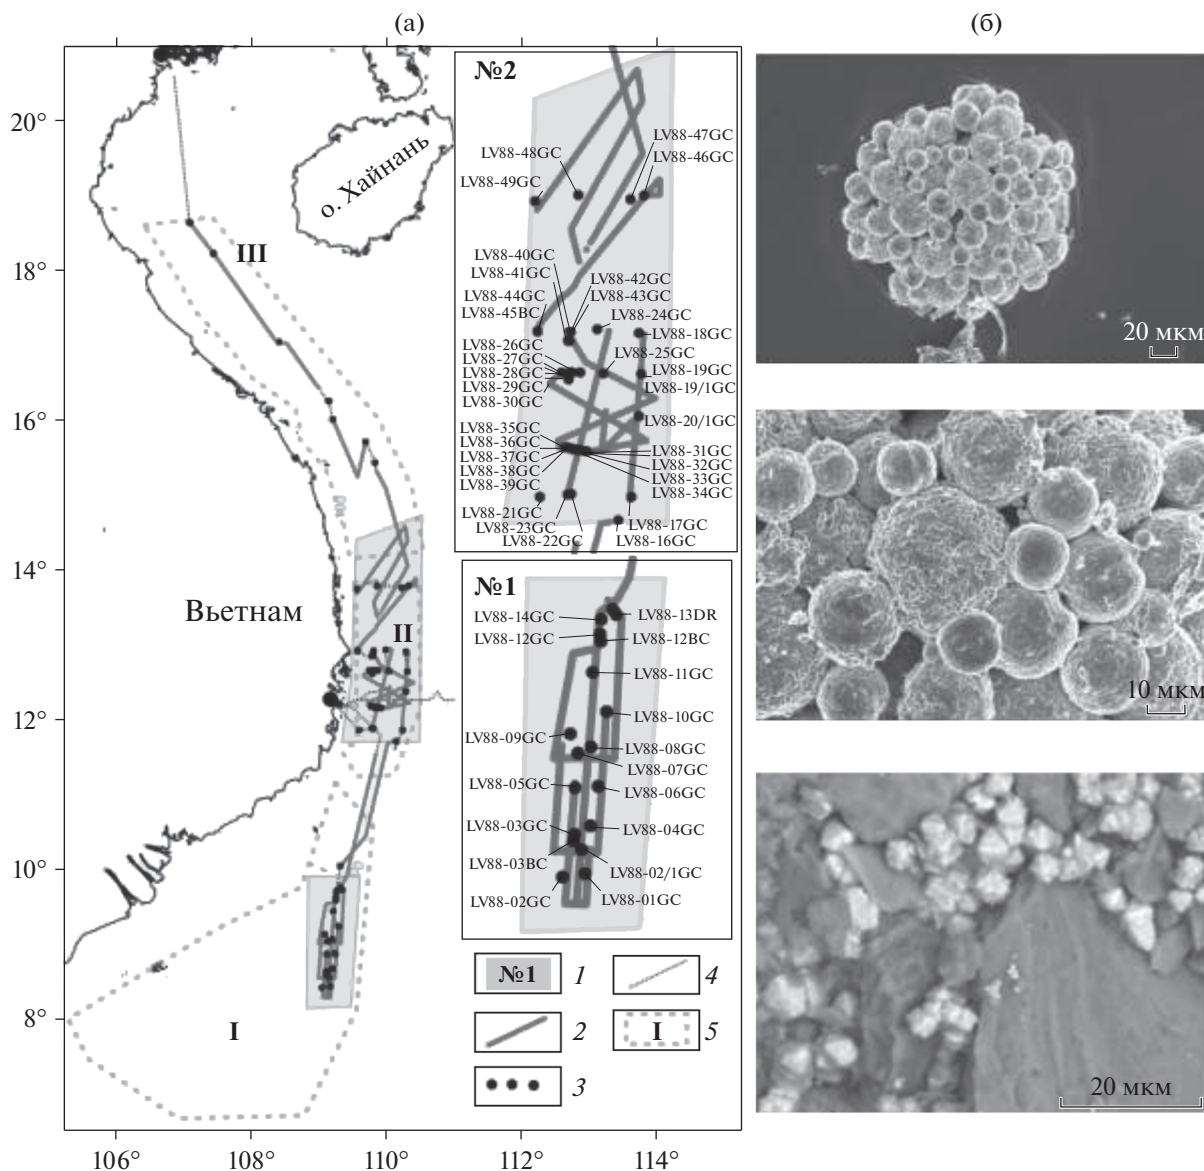 (а)
(б)
20°
18°
16°
14°
12°
10°
8°
106°
108°
110°
112°
114°
о. Хайнань
III
Вьетнам
II
I
№2
LV88-47GC
LV88-48GC
LV88-46GC
LV88-49GC
LV88-40GC
LV88-41GC
LV88-42GC
LV88-44GC
LV88-43GC
LV88-45BC
LV88-24GC
LV88-18GC
LV88-26GC
LV88-25GC
LV88-27GC
LV88-28GC
LV88-19GC
LV88-29GC
LV88-19/1GC
LV88-30GC
LV88-20/1GC
LV88-35GC
LV88-36GC
LV88-31GC
LV88-37GC
LV88-32GC
LV88-38GC
LV88-33GC
LV88-39GC
LV88-34GC
LV88-21GC
LV88-23GC
LV88-17GC
LV88-22GC
LV88-16GC
№1
LV88-14GC
LV88-13DR
LV88-12GC
LV88-12BC
LV88-11GC
LV88-10GC
LV88-09GC
LV88-08GC
LV88-07GC
LV88-05GC
LV88-06GC
LV88-03GC
LV88-04GC
LV88-03BC
LV88-02/1GC
LV88-02GC
LV88-01GC
№1
1
2
3
4
I
5
20 мкм
10 мкм
20 мкм